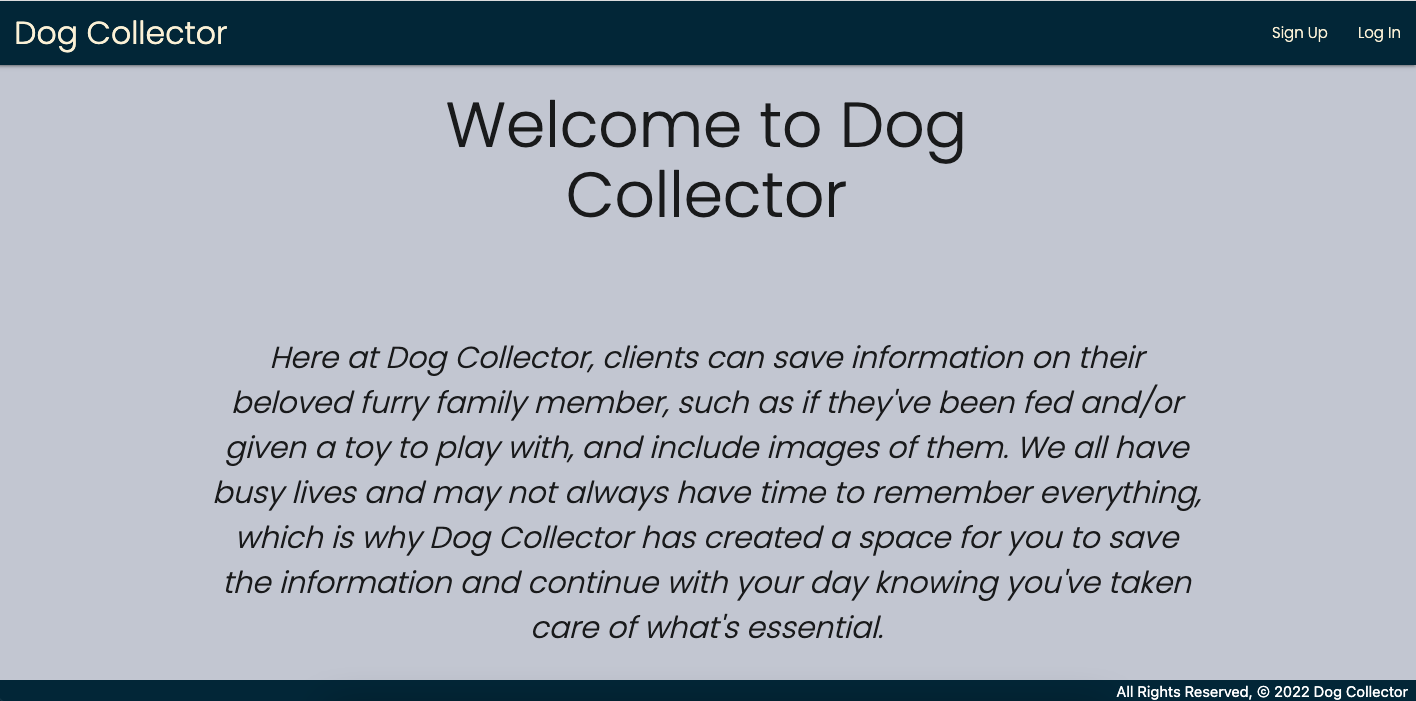 Dog Collector
Sign Up
Log In
Welcome to Dog
Collector
Here at Dog Collector, clients can save information on their
beloved furry family member, such as if they've been fed and/or
given a toy to play with, and include images of them. We all have
busy lives and may not always have time to remember everything,
which is why Dog Collector has created a space for you to save
the information and continue with your day knowing you've taken
care of what's essential.
All Rights Reserved, © 2022 Dog Collector